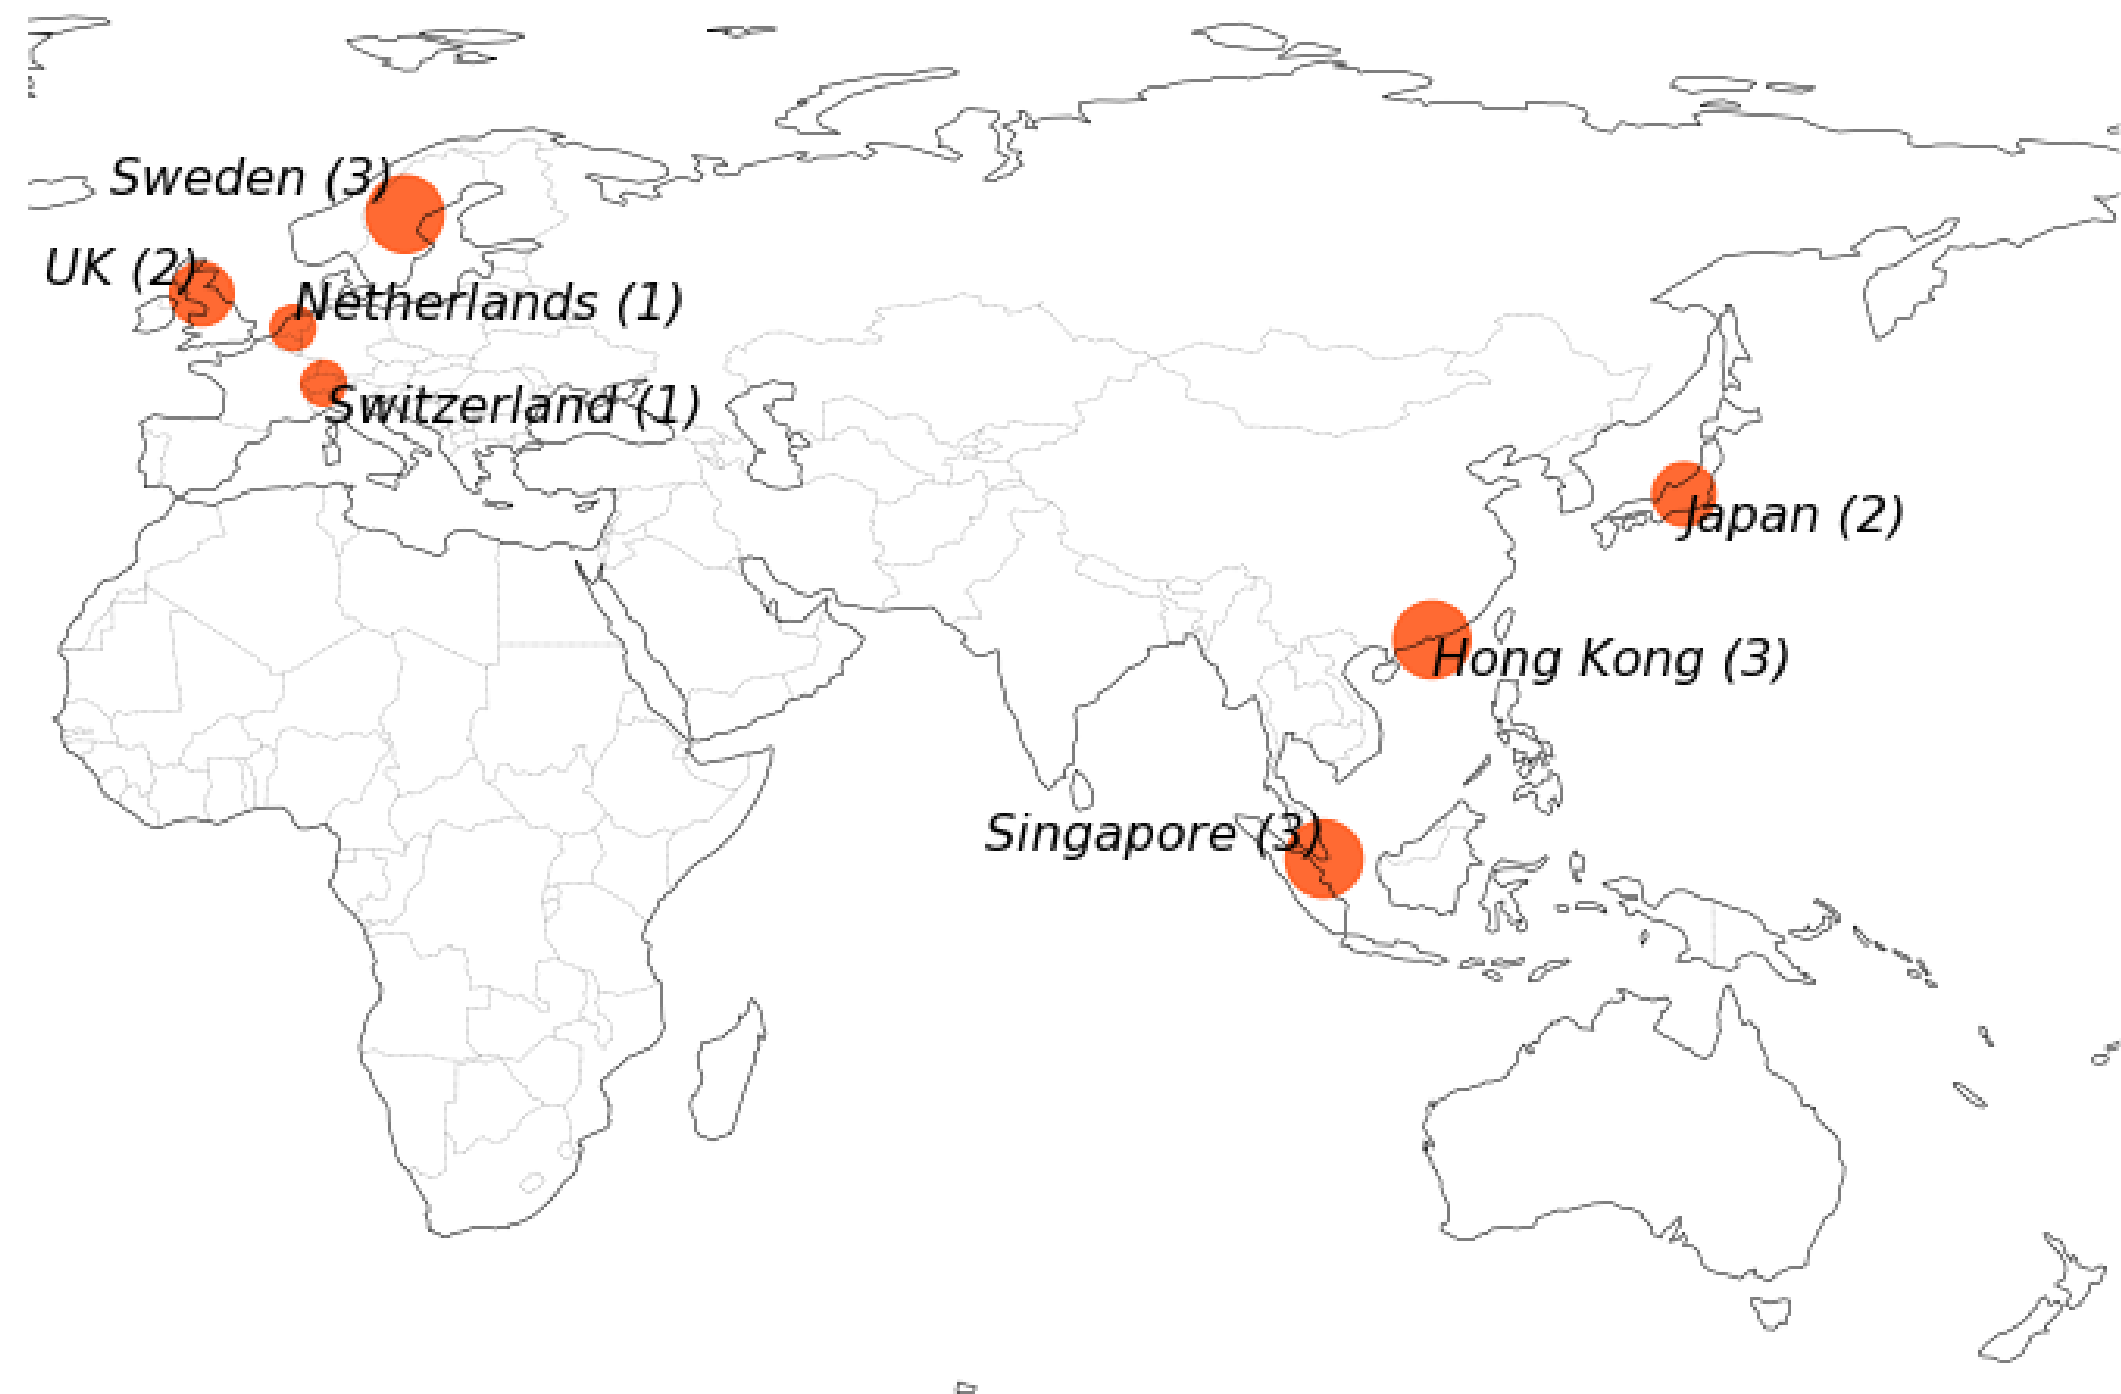 Sweden (3)
UK (2)
Netherlands (1)
Switzerland (1)
Japan (2)
Hong Kong (3)
Singapore (3)